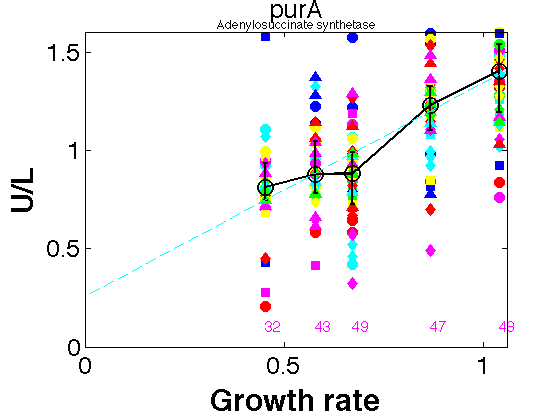 purA
Adenylosuccinate synthetase
1.5
1
0.5
0
U/L
32 43 49 47 48
0 0.5 1
Growth rate